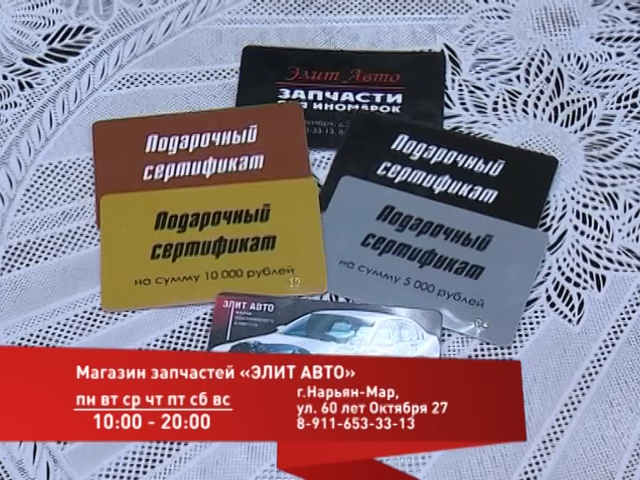 Элит Авто
ЗАПЧАСТИ
ИНОМАРОК
Подарочный
сертификат
Подарочный
сертификат
Подарочный
сертификат
на сумму 10 000 рублей
Подарочный
сертификат
на сумму 5 000 рублей
04
ЭЛИТ АВТО
Магазин запчастей «ЭЛИТ АВТО»
пн вт ср чт пт сб вс
10:00 - 20:00
г.Нарьян-Мар,
ул. 60 лет Октября 27
8-911-653-33-13